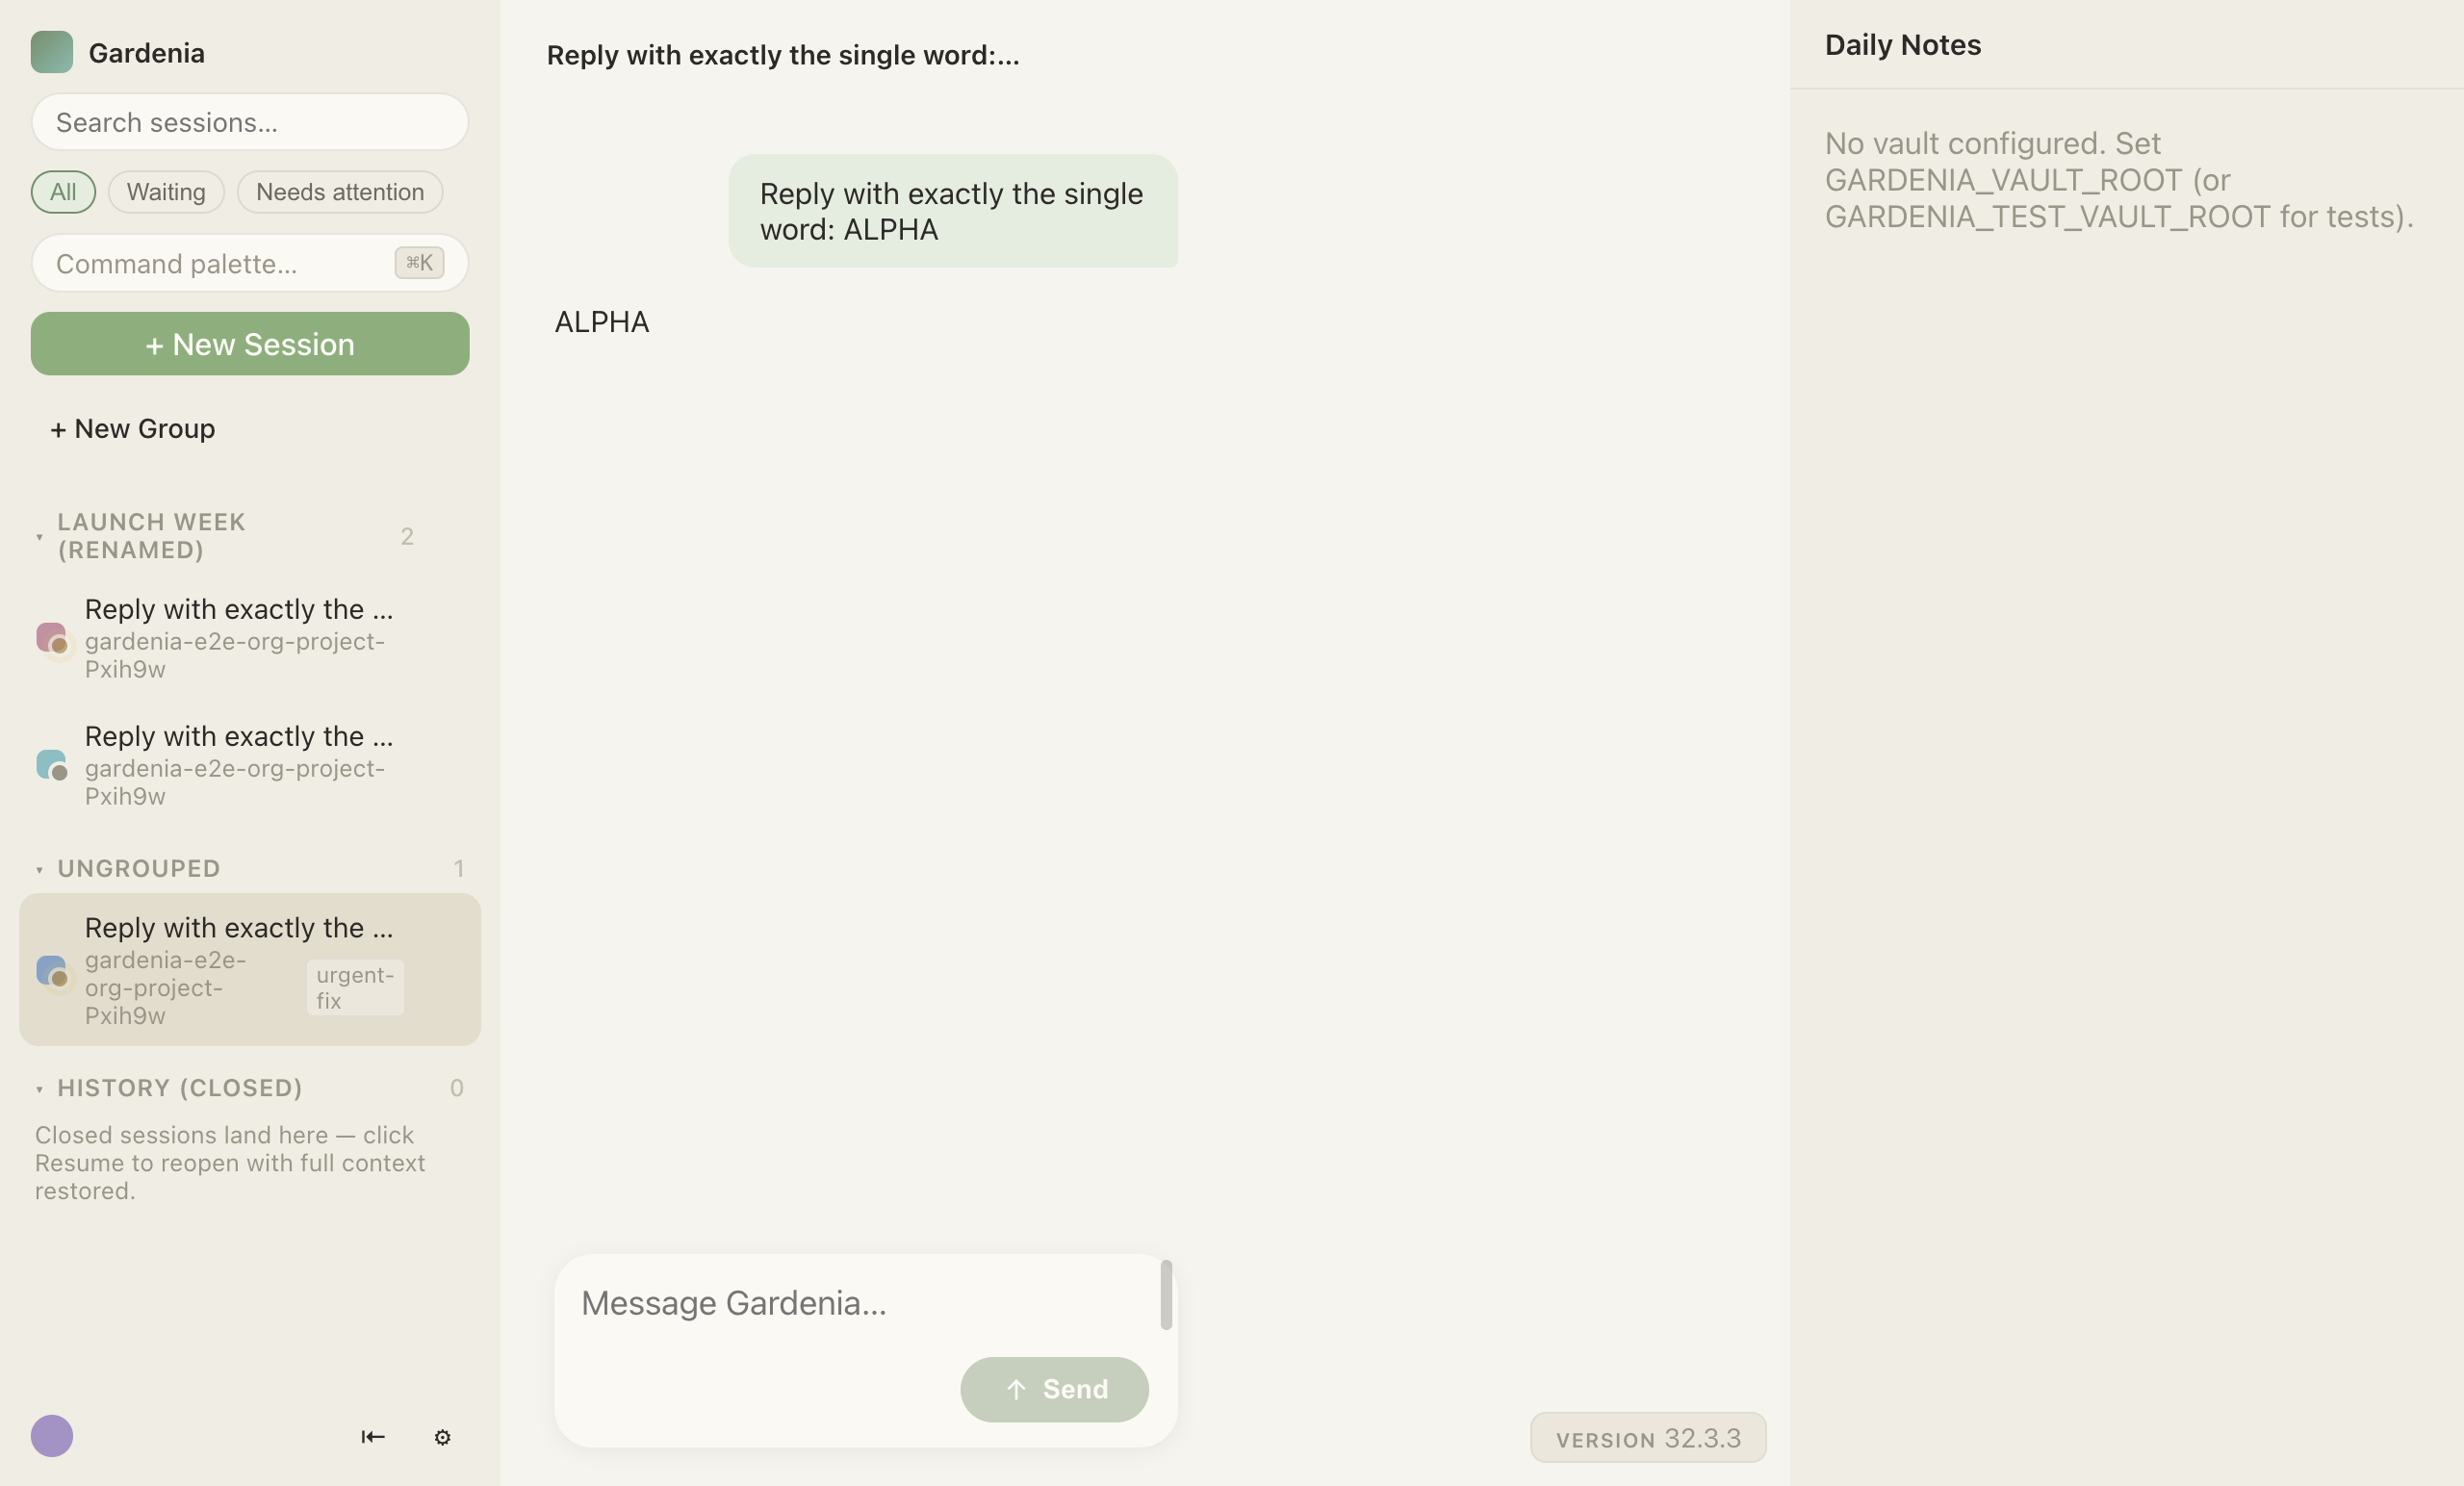 Gardenia
Search sessions...
All
Waiting
Needs attention
Command palette...
⌘K
+ New Session
+ New Group
▾ LAUNCH WEEK
(RENAMED)
2
Reply with exactly the ...
gardenia-e2e-org-project-
Pxih9w
Reply with exactly the ...
gardenia-e2e-org-project-
Pxih9w
▾ UNGROUPED
1
Reply with exactly the ...
gardenia-e2e-
org-project-
Pxih9w
urgent-
fix
▾ HISTORY (CLOSED)
0
Closed sessions land here — click
Resume to reopen with full context
restored.
Reply with exactly the single word:...
Reply with exactly the single
word: ALPHA
ALPHA
Message Gardenia...
↑ Send
VERSION 32.3.3
Daily Notes
No vault configured. Set
GARDENIA_VAULT_ROOT (or
GARDENIA_TEST_VAULT_ROOT for tests).